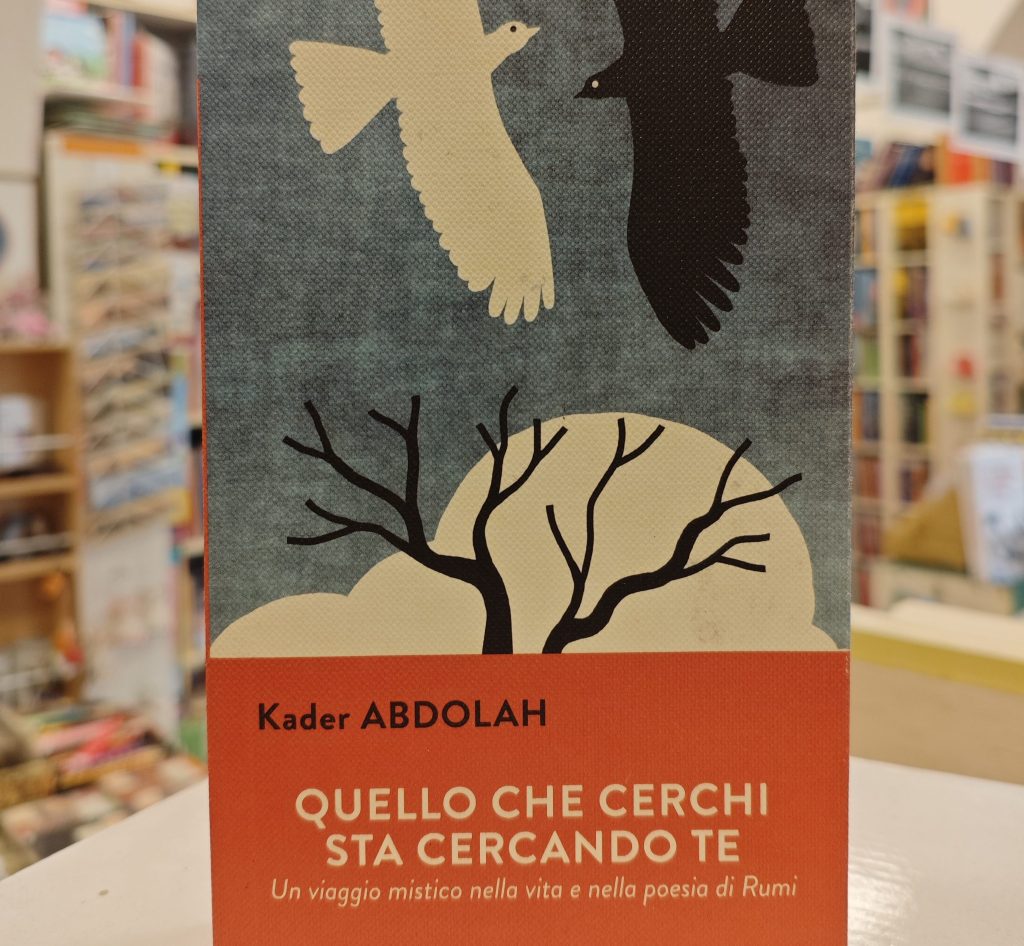 Kader ABDOLAH
QUELLO CHE CERCHI
STA CERCANDO TE
Un viaggio mistico nella vita e nella poesia di Rumi